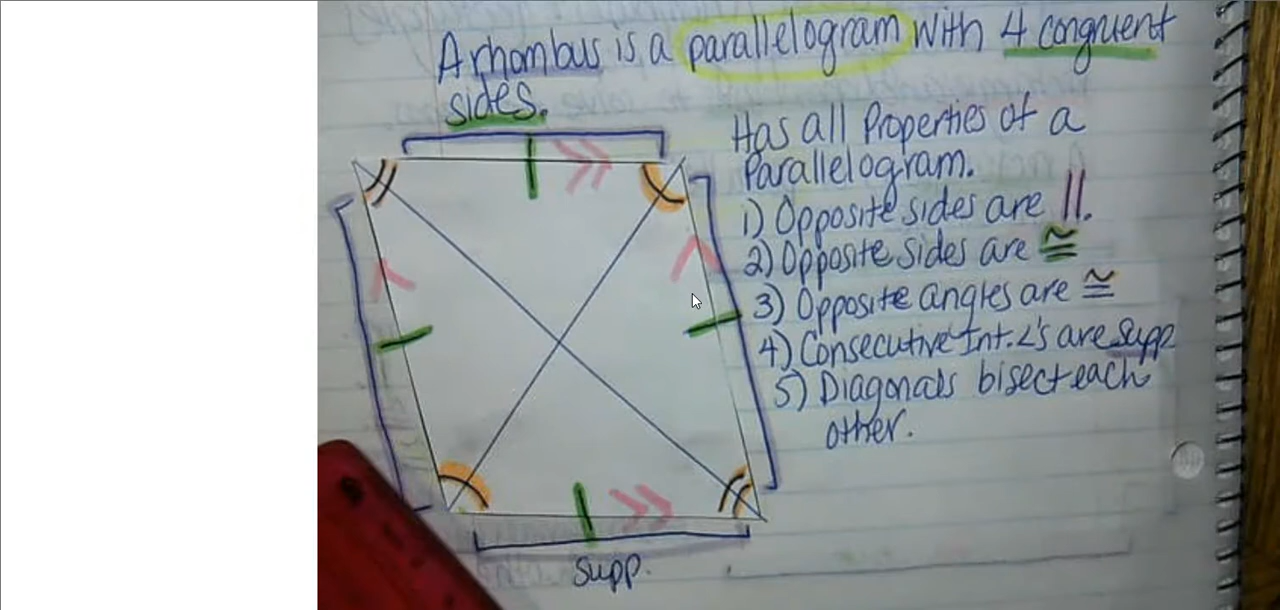 A rhombus is a parallelogram with 4 congruent
sides.
Has all Properties of a
Parallelogram.
1) Opposite sides are ||.
2) Opposite sides are ≅
3) Opposite angles are ≅
4) Consecutive Int. ∠'s are supp
5) Diagonals bisect each
other.
supp.